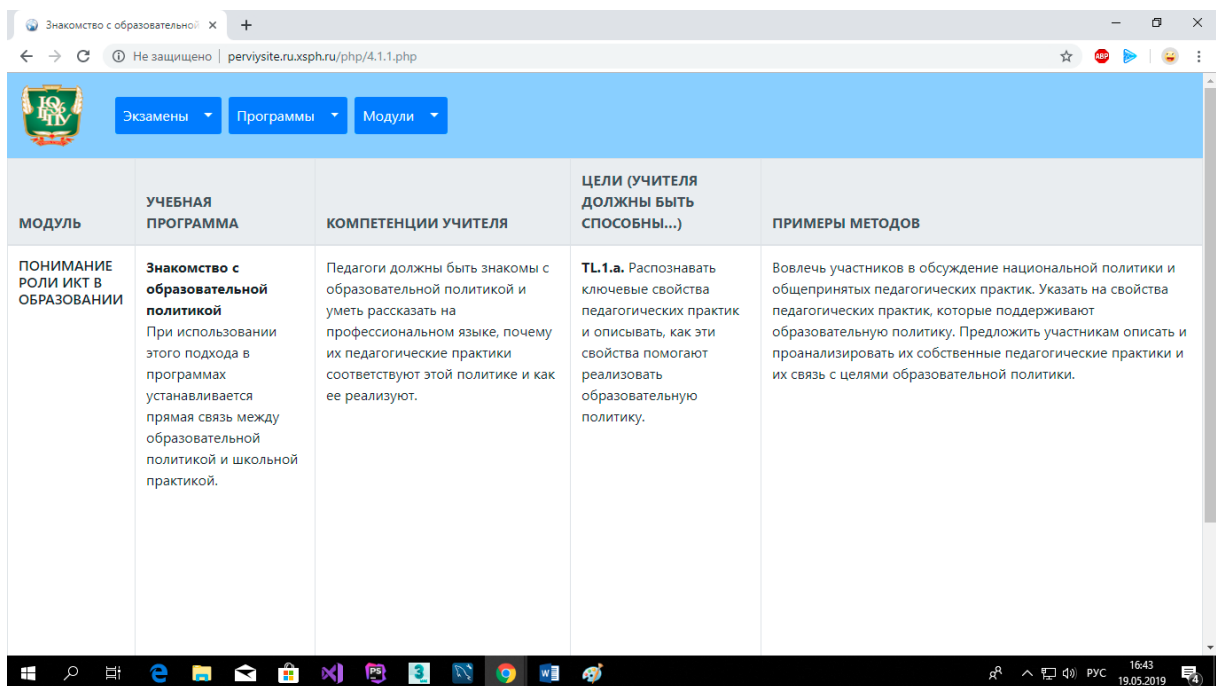 Знакомство с образовательной
Не защищено | perviysite.ru.xsph.ru/php/4.1.1.php
ABP
Экзамены
Программы
Модули
МОДУЛЬ
УЧЕБНАЯ
ПРОГРАММА
КОМПЕТЕНЦИИ УЧИТЕЛЯ
ЦЕЛИ (УЧИТЕЛЯ
ДОЛЖНЫ БЫТЬ
СПОСОБНЫ...)
ПРИМЕРЫ МЕТОДОВ
ПОНИМАНИЕ
РОЛИ ИКТ В
ОБРАЗОВАНИИ
Знакомство с
образовательной
политикой
При использовании
этого подхода в
программах
устанавливается
прямая связь между
образовательной
политикой и школьной
практикой.
Педагоги должны быть знакомы с
образовательной политикой и
уметь рассказать на
профессиональном языке, почему
их педагогические практики
соответствуют этой политике и как
ее реализуют.
TL.1.a. Распознавать
ключевые свойства
педагогических практик
и описывать, как эти
свойства помогают
реализовать
образовательную
политику.
Вовлечь участников в обсуждение национальной политики и
общепринятых педагогических практик. Указать на свойства
педагогических практик, которые поддерживают
образовательную политику. Предложить участникам описать и
проанализировать их собственные педагогические практики и
их связь с целями образовательной политики.
РУС
16:43
19.05.2019
4